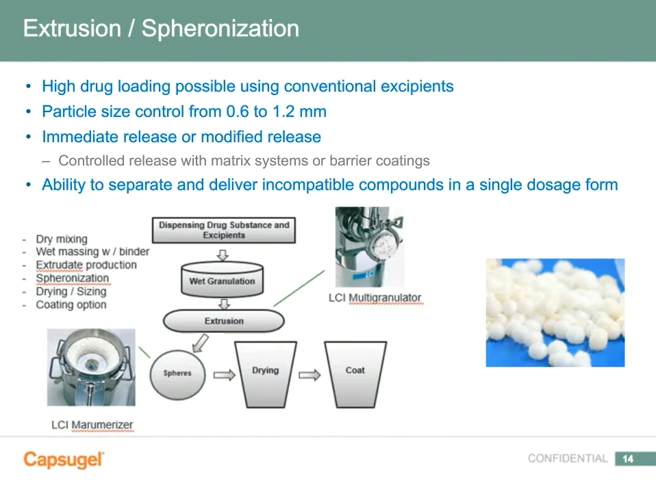 Extrusion / Spheronization
• High drug loading possible using conventional excipients
• Particle size control from 0.6 to 1.2 mm
• Immediate release or modified release
– Controlled release with matrix systems or barrier coatings
• Ability to separate and deliver incompatible compounds in a single dosage form
- Dry mixing
- Wet massing w / binder
- Extrudate production
- Spheronization
- Drying / Sizing
- Coating option
Dispensing Drug Substance and
Excipients
Wet Granulation
Extrusion
LCI Multigranulator
Spheres
Drying
Coat
LCI Marumerizer
Capsugel
CONFIDENTIAL 14